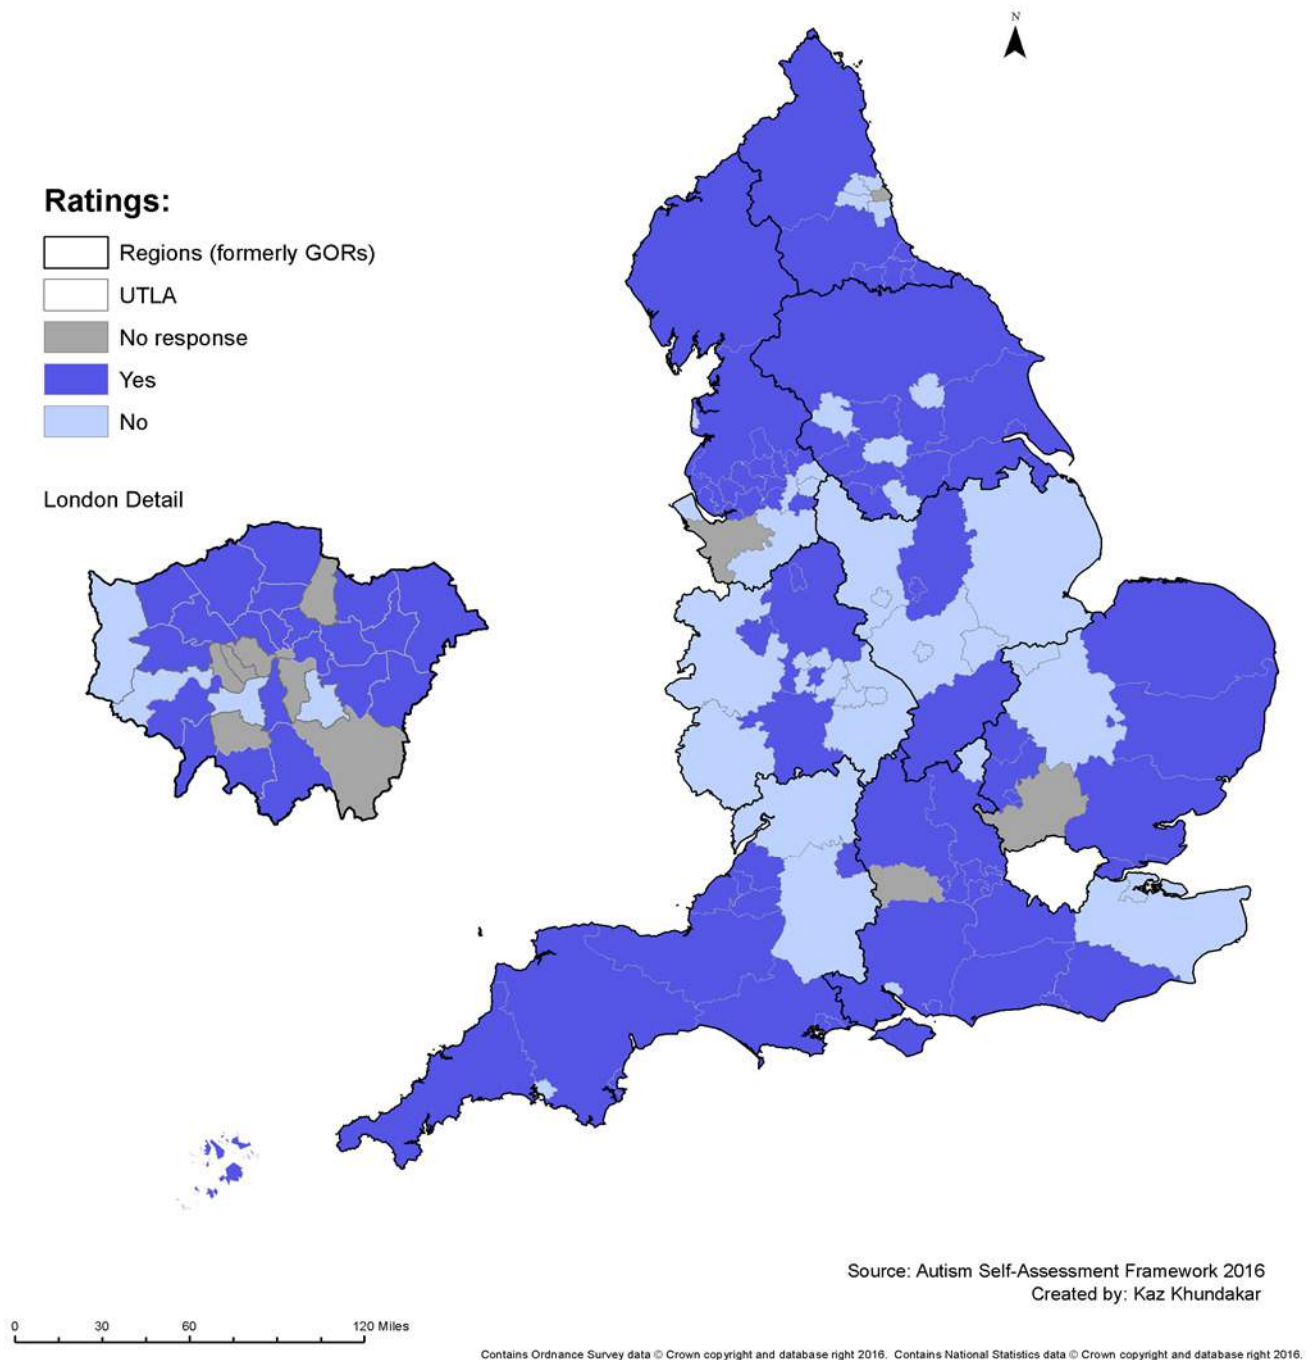 N
Ratings:
Regions (formerly GORs)
UTLA
No response
Yes
No
London Detail
Source: Autism Self-Assessment Framework 2016
Created by: Kaz Khundakar
0 30 60 120 Miles
Contains Ordnance Survey data © Crown copyright and database right 2016. Contains National Statistics data © Crown copyright and database right 2016.